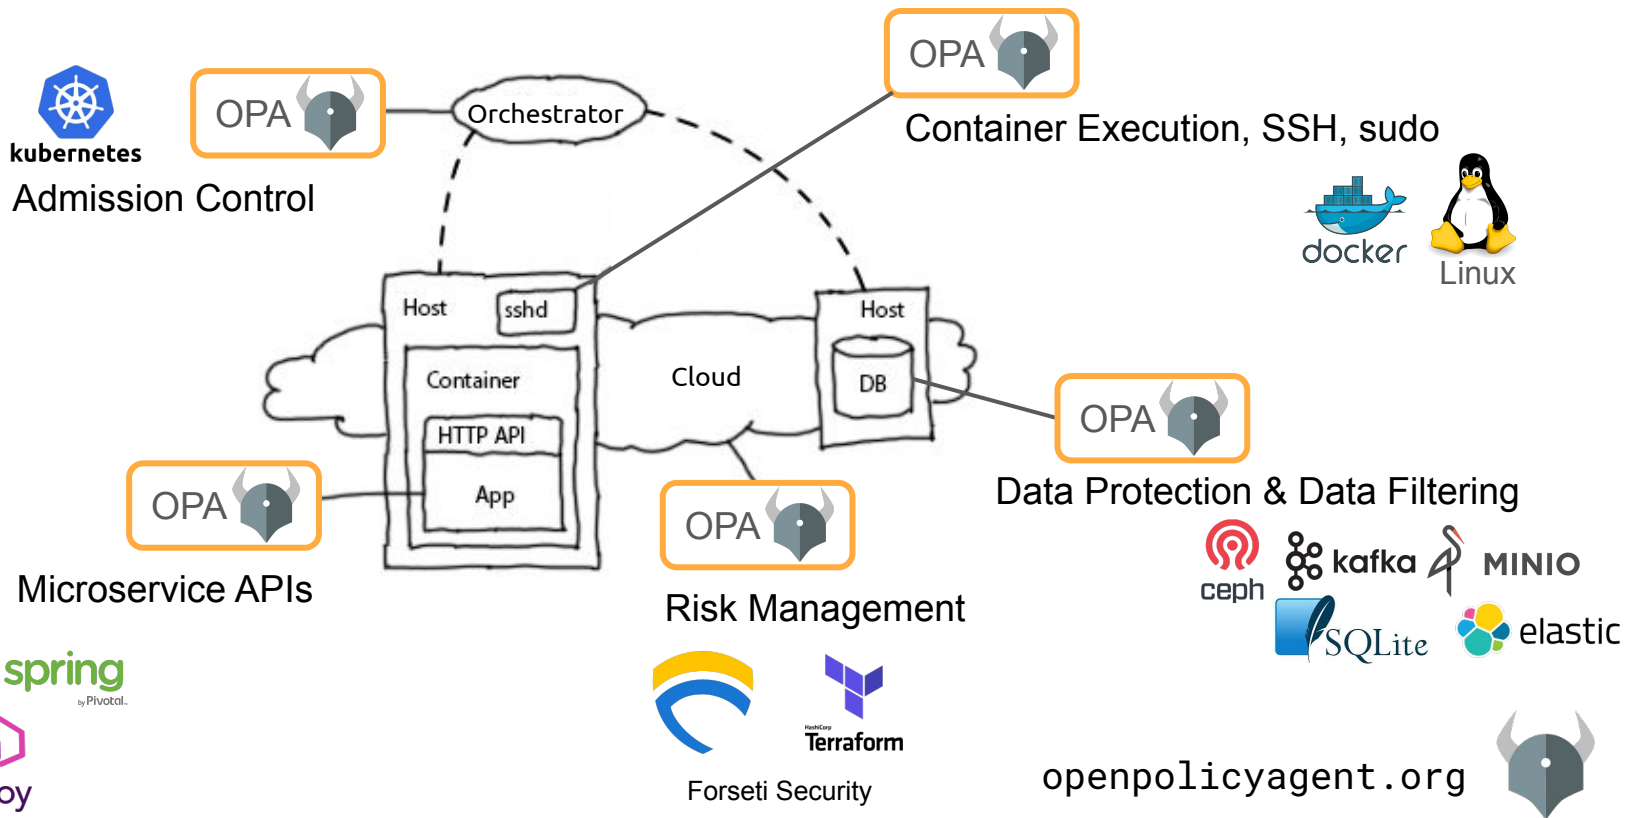 OPA
Container Execution, SSH, sudo
docker
Linux
kubernetes
OPA
Admission Control
Orchestrator
Host
sshd
Container
HTTP API
App
Cloud
Host
DB
OPA
Data Protection & Data Filtering
ceph
kafka
MINIO
SQLite
elastic
OPA
Microservice APIs
spring
by Pivotal™
oy
OPA
Risk Management
Forseti Security
HashiCorp
Terraform
openpolicyagent.org